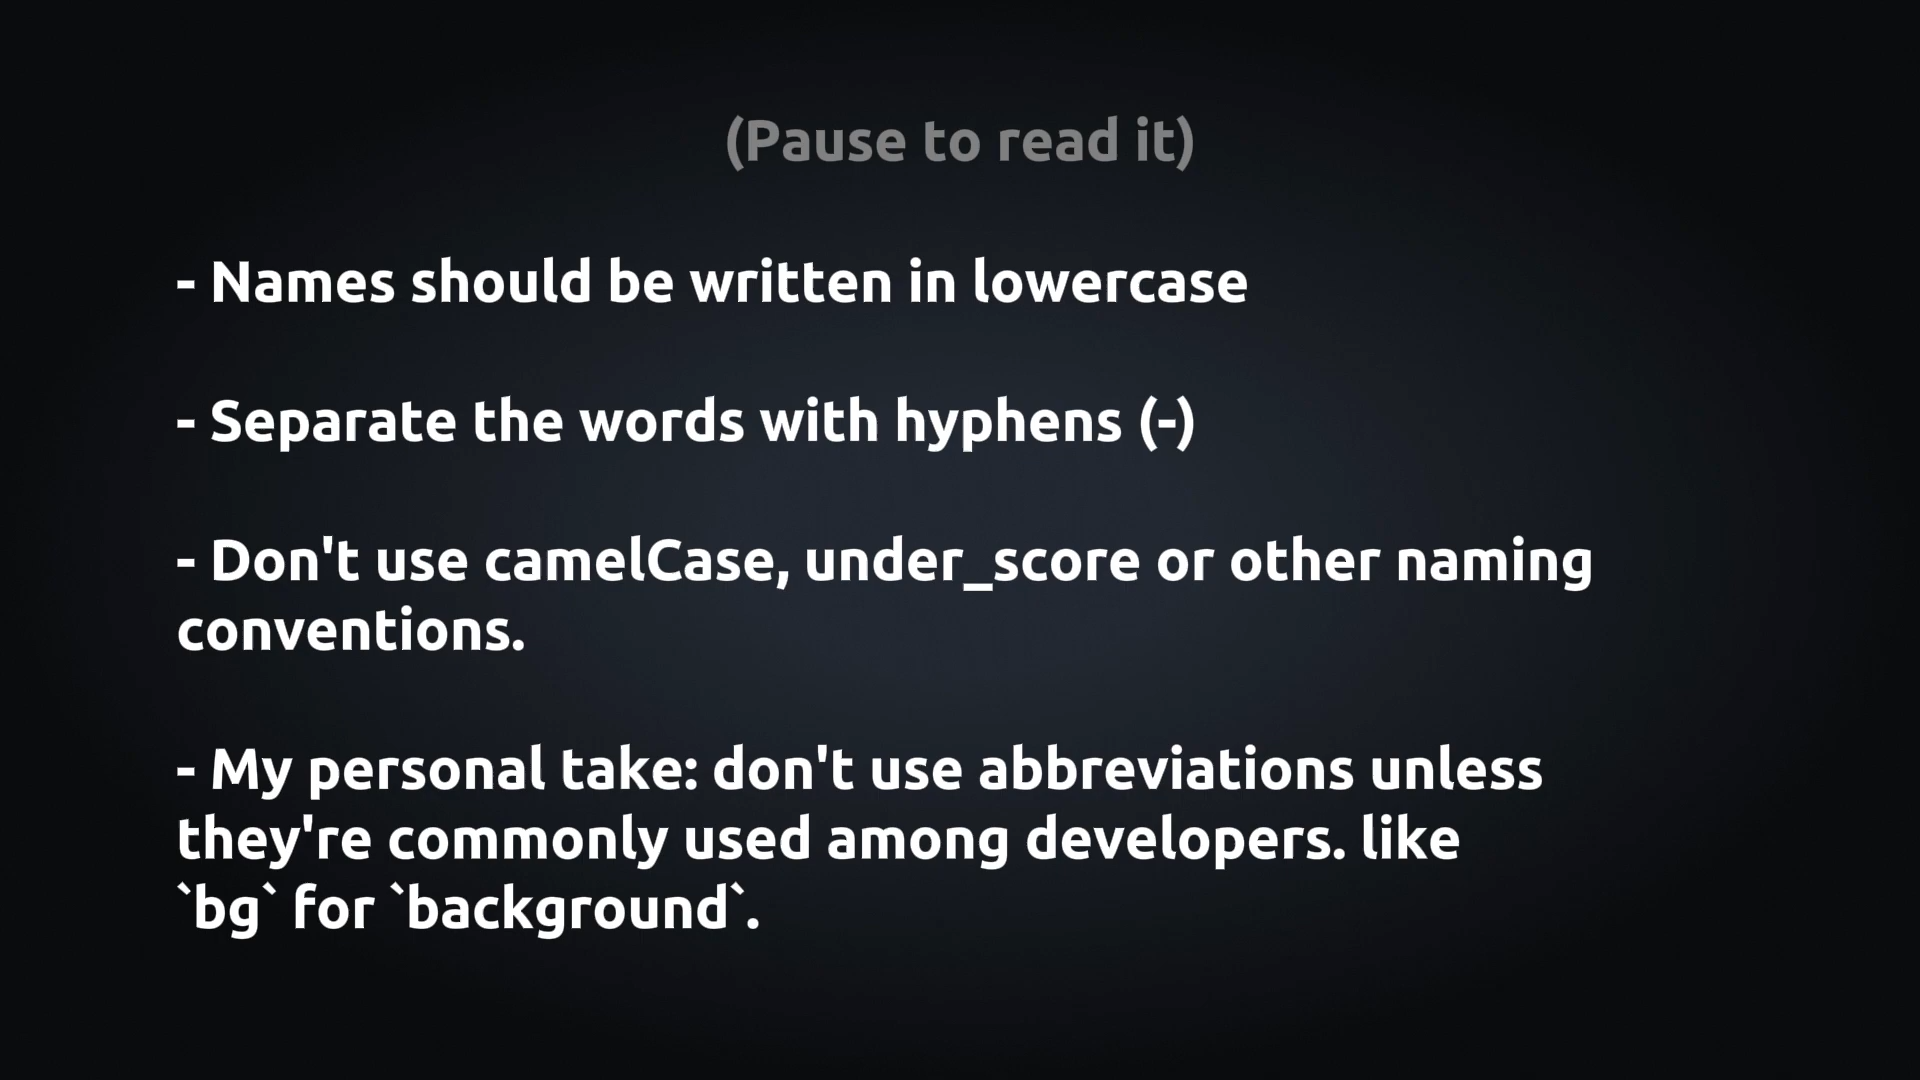 (Pause to read it)
- Names should be written in lowercase
- Separate the words with hyphens (-)
- Don't use camelCase, under_score or other naming
conventions.
- My personal take: don't use abbreviations unless
they're commonly used among developers. like
`bg` for `background`.